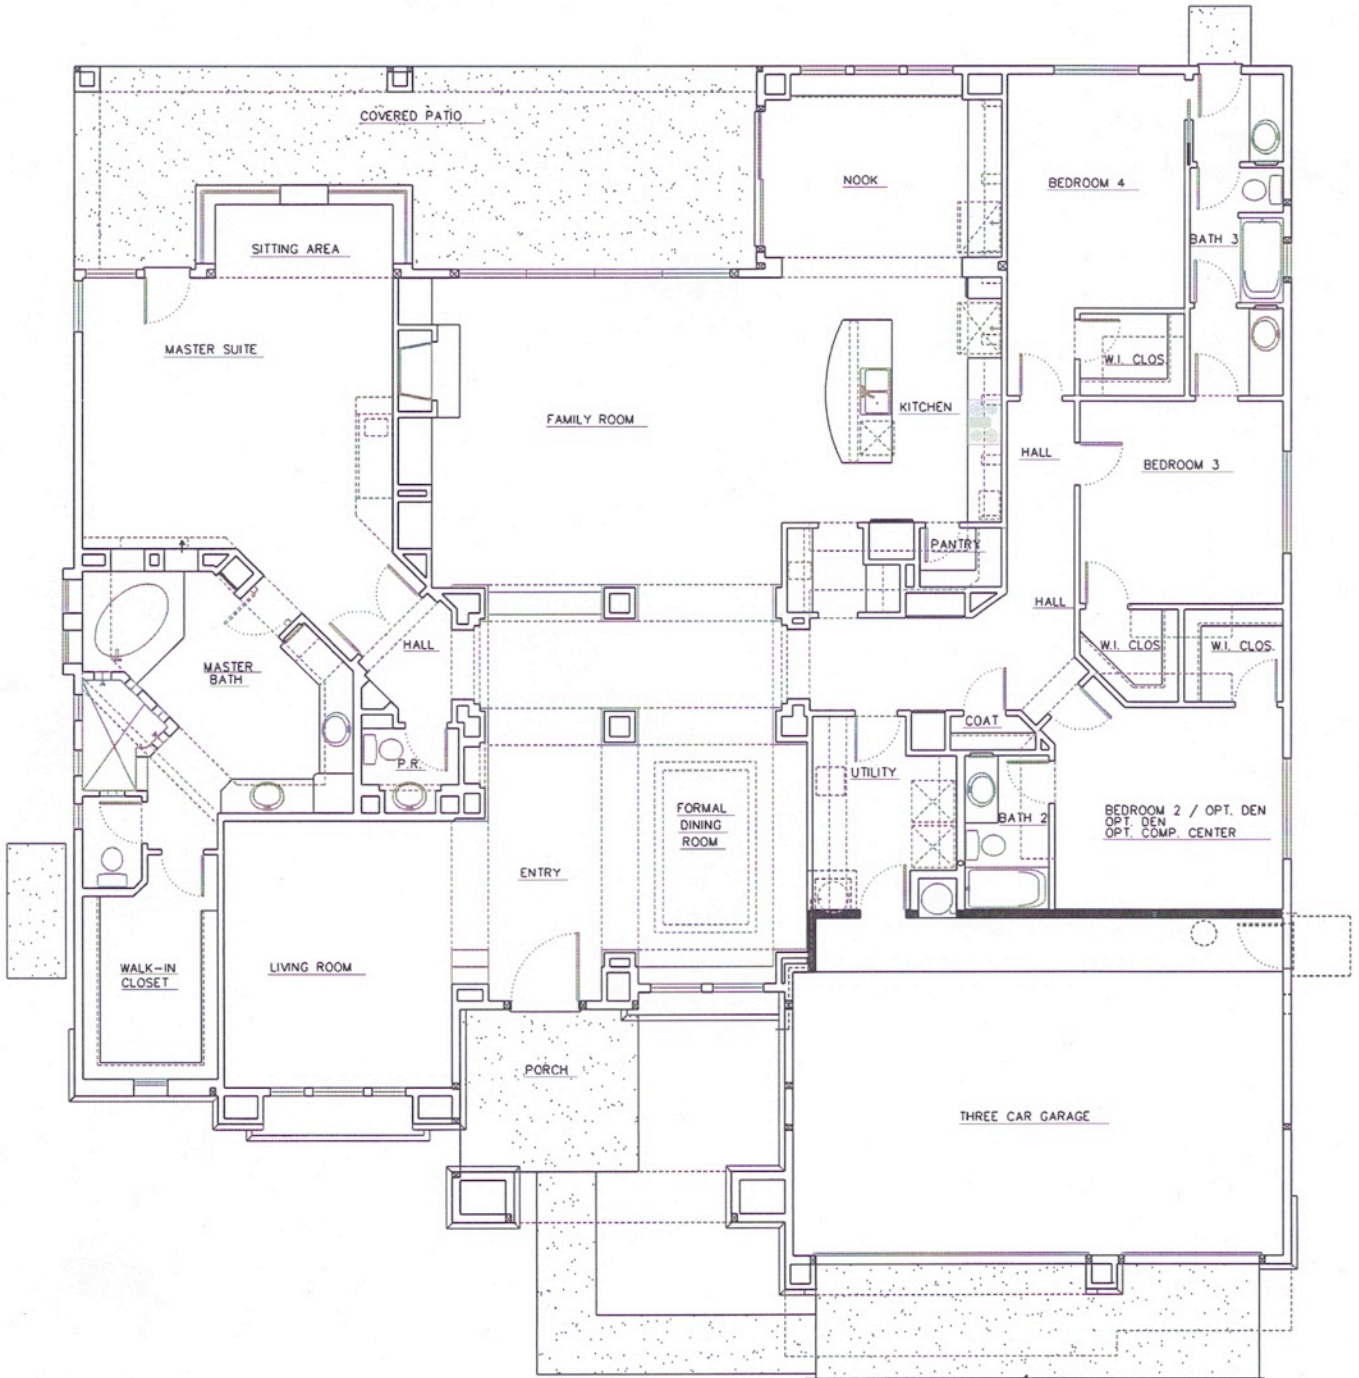 COVERED PATIO
NOOK
BEDROOM 4
SITTING AREA
BATH 3
MASTER SUITE
W.I. CLOS.
FAMILY ROOM
KITCHEN
HALL
BEDROOM 3
PANTRY
HALL
HALL
W.I. CLOS.
W.I. CLOS.
MASTER
BATH
COAT
P.R.
UTILITY
FORMAL
DINING
ROOM
BATH 2
BEDROOM 2 / OPT. DEN
OPT. DEN
OPT. COMP. CENTER
ENTRY
WALK-IN
CLOSET
LIVING ROOM
PORCH
THREE CAR GARAGE